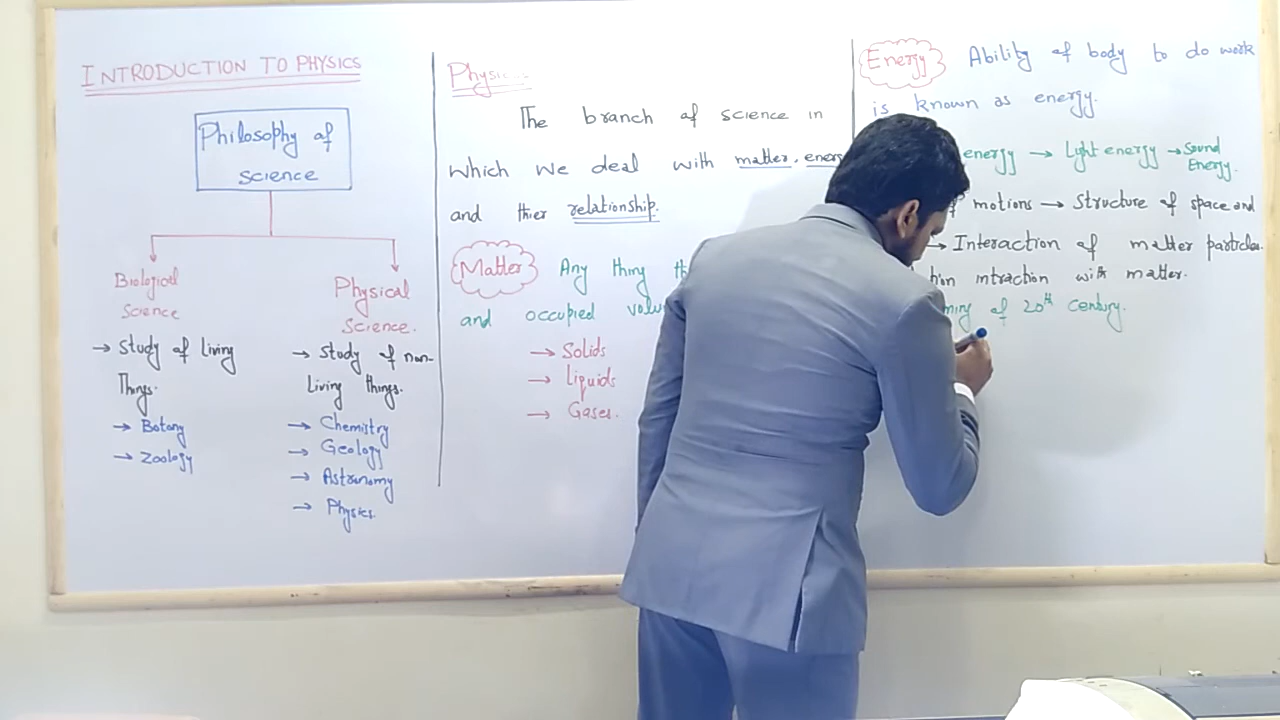 INTRODUCTION TO PHYSICS
Philosophy of
science
Biological
Science
→ Study of living
Things.
→ Botany
→ Zoology
Physical
Science.
→ Study of non-
Living things.
→ Chemistry
→ Geology
→ Astronomy
→ Physics.
Physics
The branch of science in
which we deal with matter, energy
and thier relationship.
Matter Any thing
and occupied
→ Solids
→ Liquids
→ Gases.
Energy Ability of body to do work
is known as energy.
energy → Light energy → Sound
Energy.
motions → Structure of space and
→ Interaction of matter particles.
intraction with matter.
of 20th century.